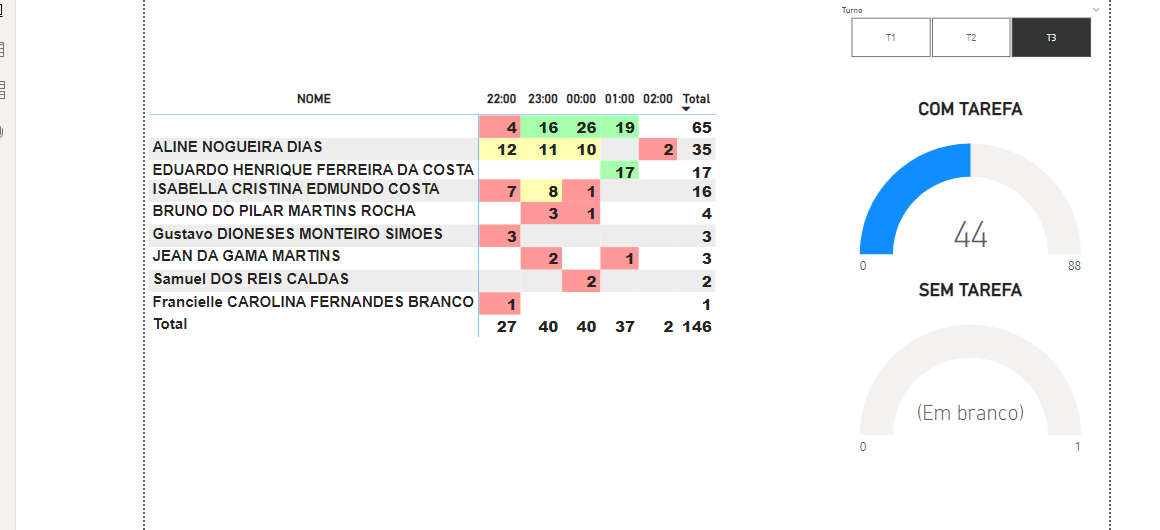 Turno
T1 T2 T3
NOME 22:00 23:00 00:00 01:00 02:00 Total
4 16 26 19 65
ALINE NOGUEIRA DIAS 12 11 10 2 35
EDUARDO HENRIQUE FERREIRA DA COSTA 17 17
ISABELLA CRISTINA EDMUNDO COSTA 7 8 1 16
BRUNO DO PILAR MARTINS ROCHA 3 1 4
Gustavo DIONESES MONTEIRO SIMOES 3 3
JEAN DA GAMA MARTINS 2 1 3
Samuel DOS REIS CALDAS 2 2
Francielle CAROLINA FERNANDES BRANCO 1 1
Total 27 40 40 37 2 146
COM TAREFA
44
0 88
SEM TAREFA
(Em branco)
0 1